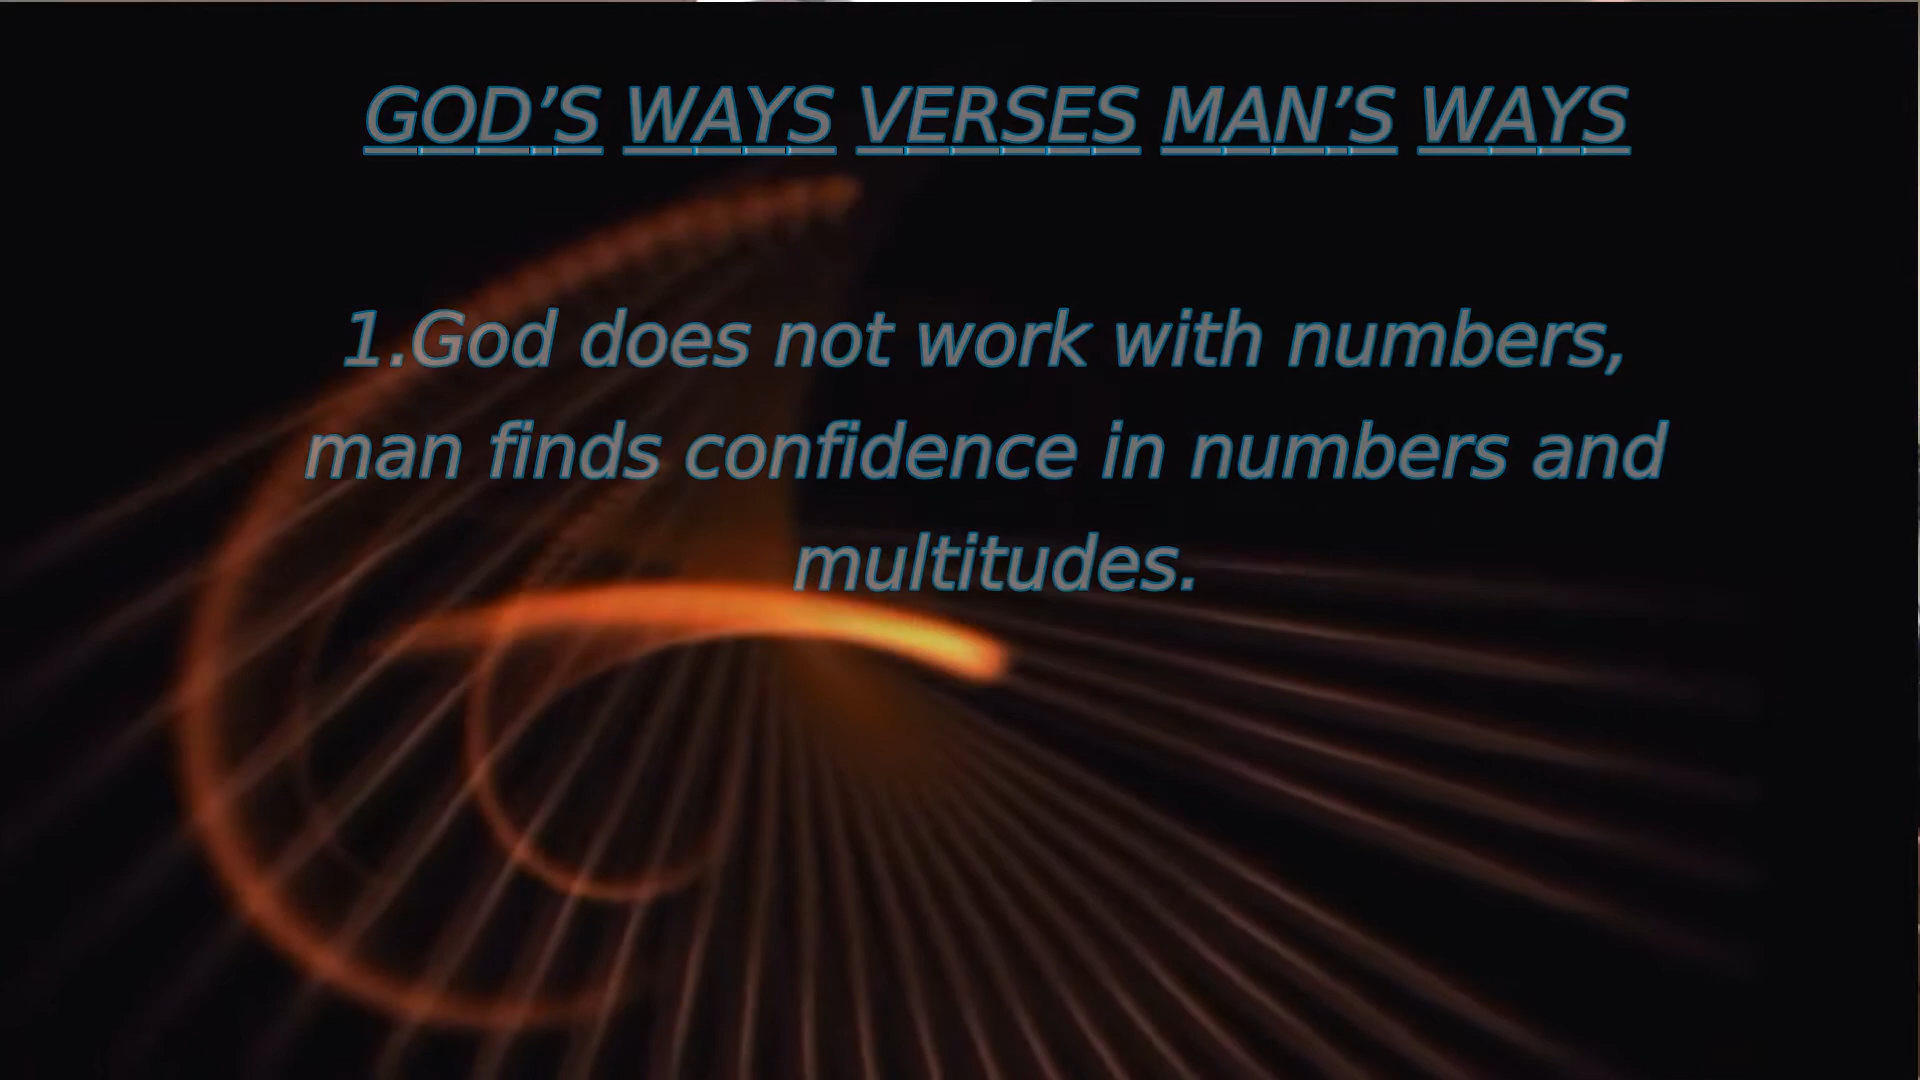 GOD’S WAYS VERSES MAN’S WAYS
1.God does not work with numbers,
man finds confidence in numbers and
multitudes.